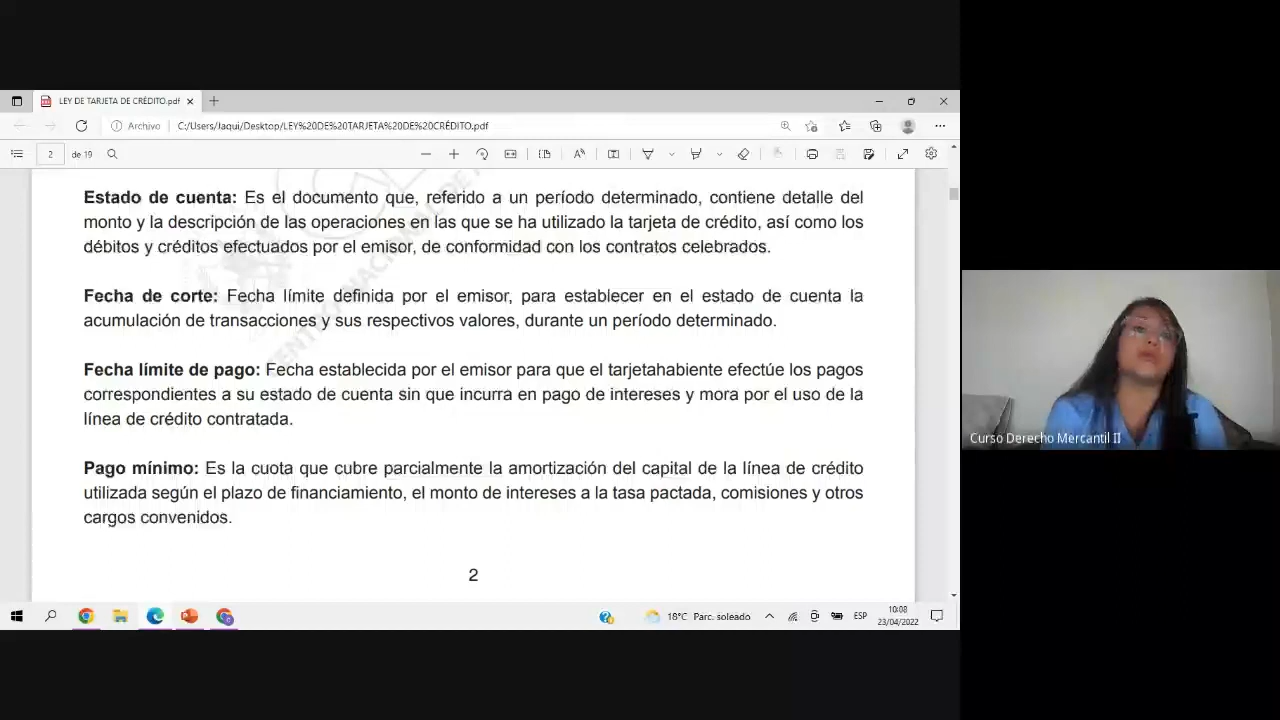 LEY DE TARJETA DE CRÉDITO.pdf
Archivo
C:/Users/Jaqui/Desktop/LEY%20DE%20TARJETA%20DE%20CRÉDITO.pdf
2
de 19
Estado de cuenta: Es el documento que, referido a un período determinado, contiene detalle del
monto y la descripción de las operaciones en las que se ha utilizado la tarjeta de crédito, así como los
débitos y créditos efectuados por el emisor, de conformidad con los contratos celebrados.
Fecha de corte: Fecha límite definida por el emisor, para establecer en el estado de cuenta la
acumulación de transacciones y sus respectivos valores, durante un período determinado.
Fecha límite de pago: Fecha establecida por el emisor para que el tarjetahabiente efectúe los pagos
correspondientes a su estado de cuenta sin que incurra en pago de intereses y mora por el uso de la
línea de crédito contratada.
Pago mínimo: Es la cuota que cubre parcialmente la amortización del capital de la línea de crédito
utilizada según el plazo de financiamiento, el monto de intereses a la tasa pactada, comisiones y otros
cargos convenidos.
2
18°C Parc. soleado
ESP
10:08
23/04/2022
Curso Derecho Mercantil II